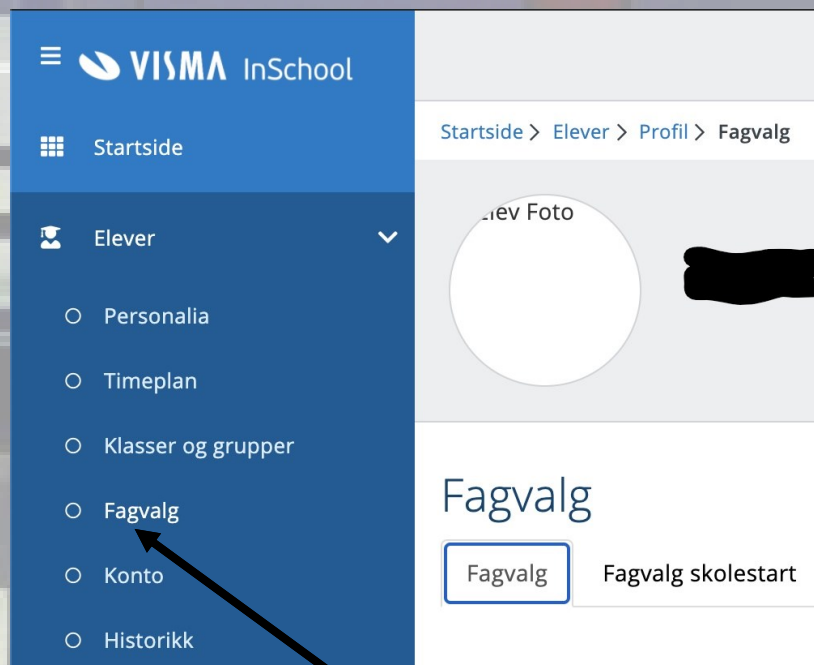 VISMA InSchool
Startside
Elever
Personalia
Timeplan
Klasser og grupper
Fagvalg
Konto
Historikk
Startside > Elever > Profil > Fagvalg
Foto
Fagvalg
Fagvalg Fagvalg skolestart